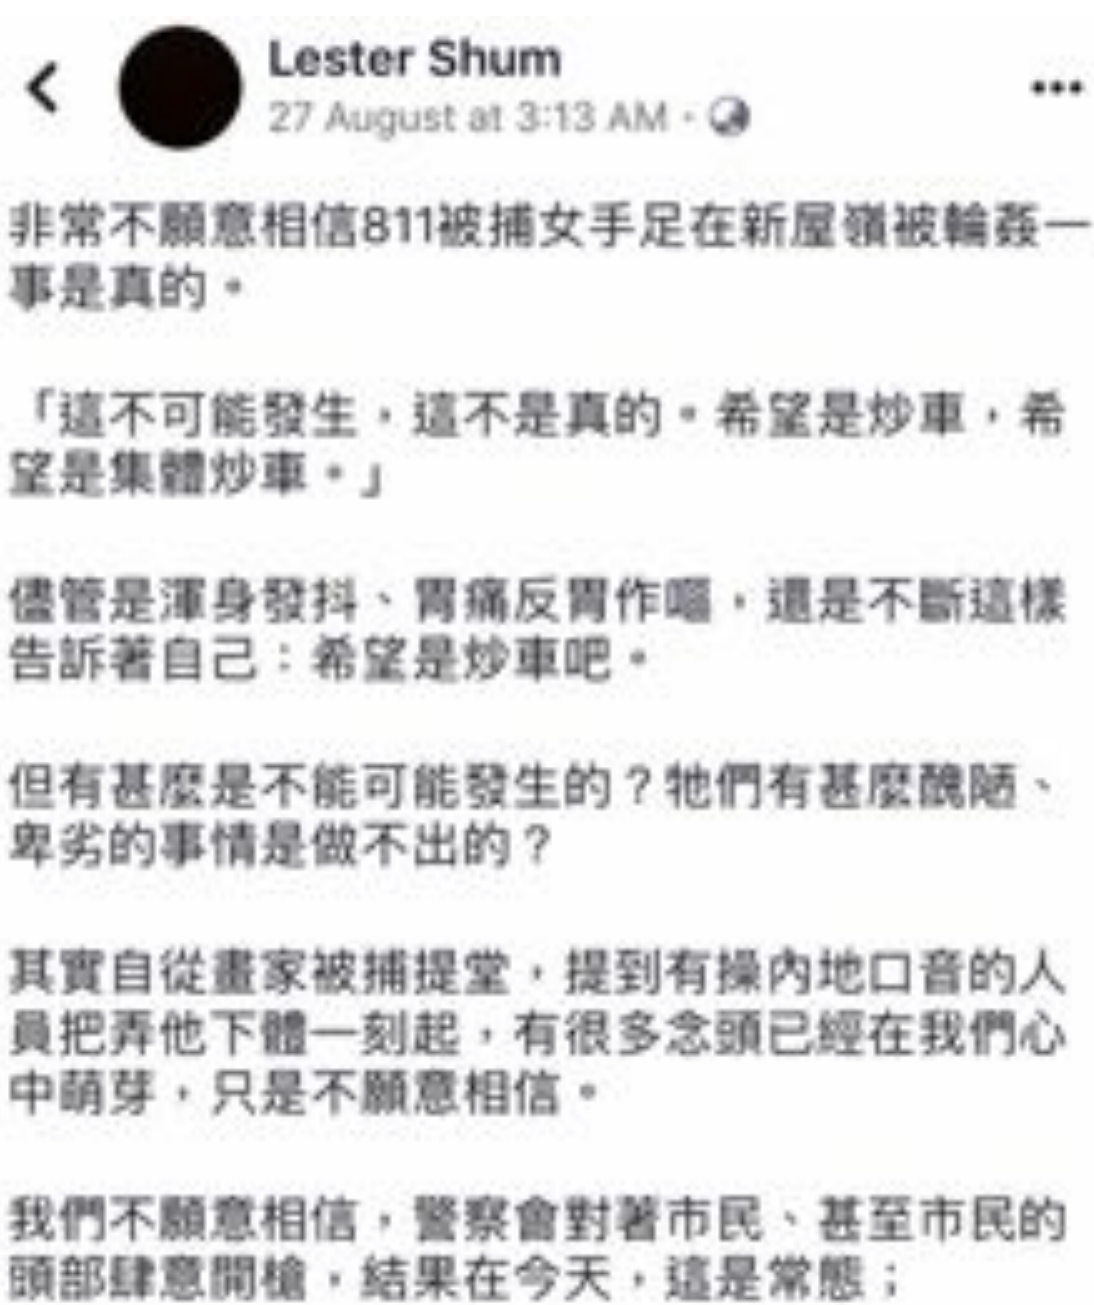 Lester Shum
27 August at 3:13 AM ·
非常不願意相信811被捕女手足在新屋嶺被輪姦一
事是真的。
「這不可能發生，這不是真的。希望是炒車，希
望是集體炒車。」
儘管是渾身發抖、胃痛反胃作嘔，還是不斷這樣
告訴著自己：希望是炒車吧。
但有甚麼是不能可能發生的？牠們有甚麼醜陋、
卑劣的事情是做不出的？
其實自從畫家被捕提堂，提到有操內地口音的人
員把弄他下體一刻起，有很多念頭已經在我們心
中萌芽，只是不願意相信。
我們不願意相信，警察會對著市民、甚至市民的
頭部肆意開槍，結果在今天，這是常態；